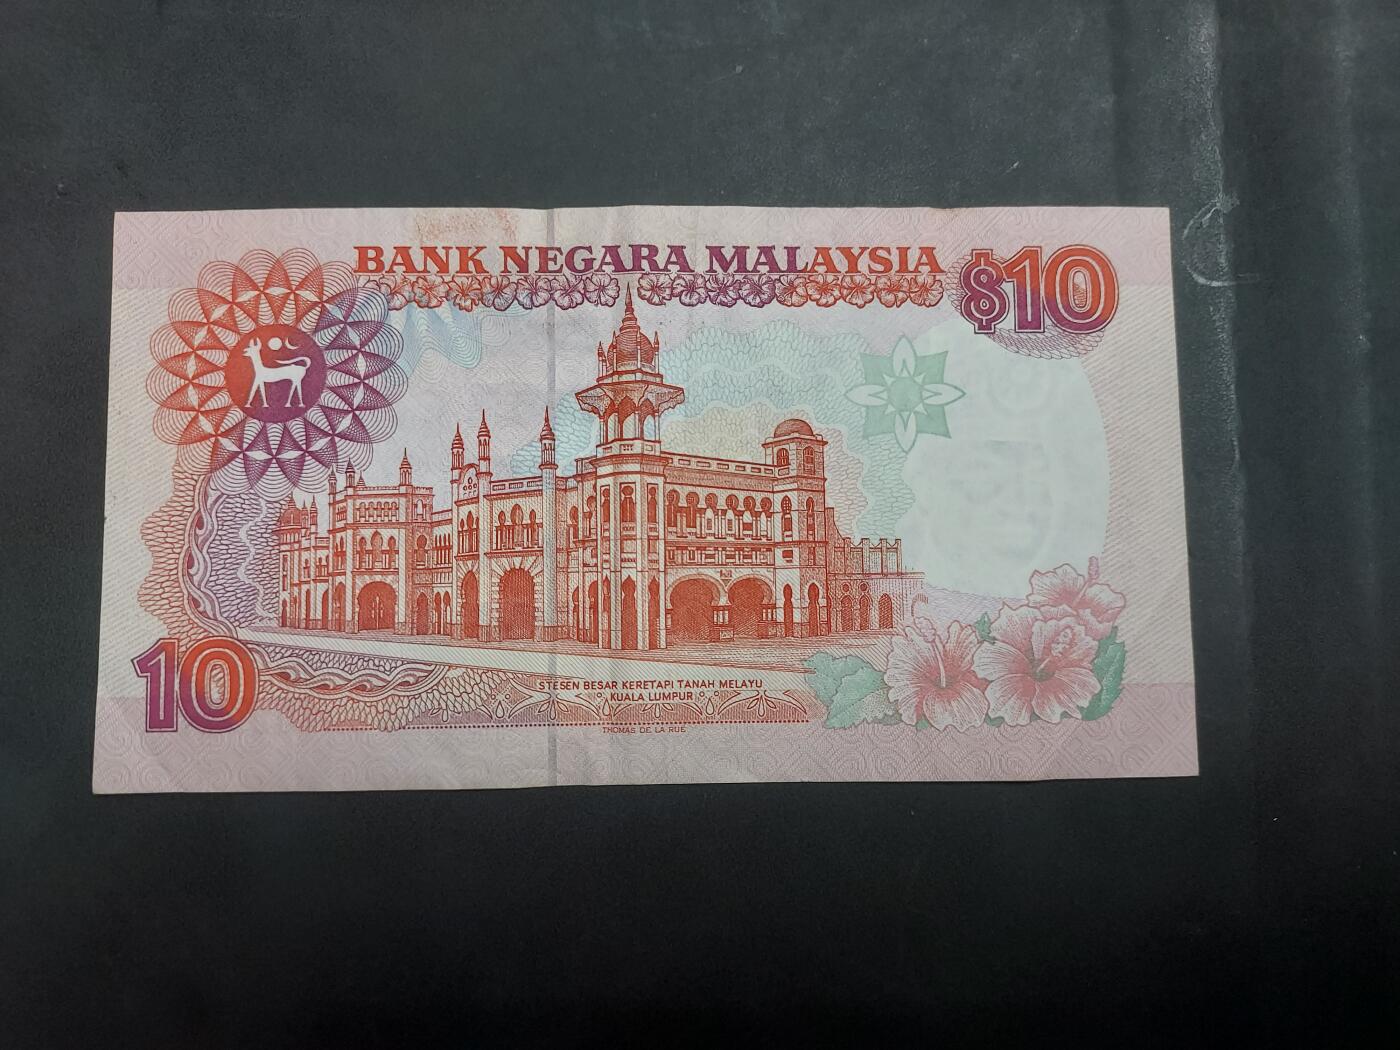 BANK NEGARA MALAYSIA
$10
10
STESEN BESAR KERETAPI TANAH MELAYU
KUALA LUMPUR
THOMAS DE LA RUE